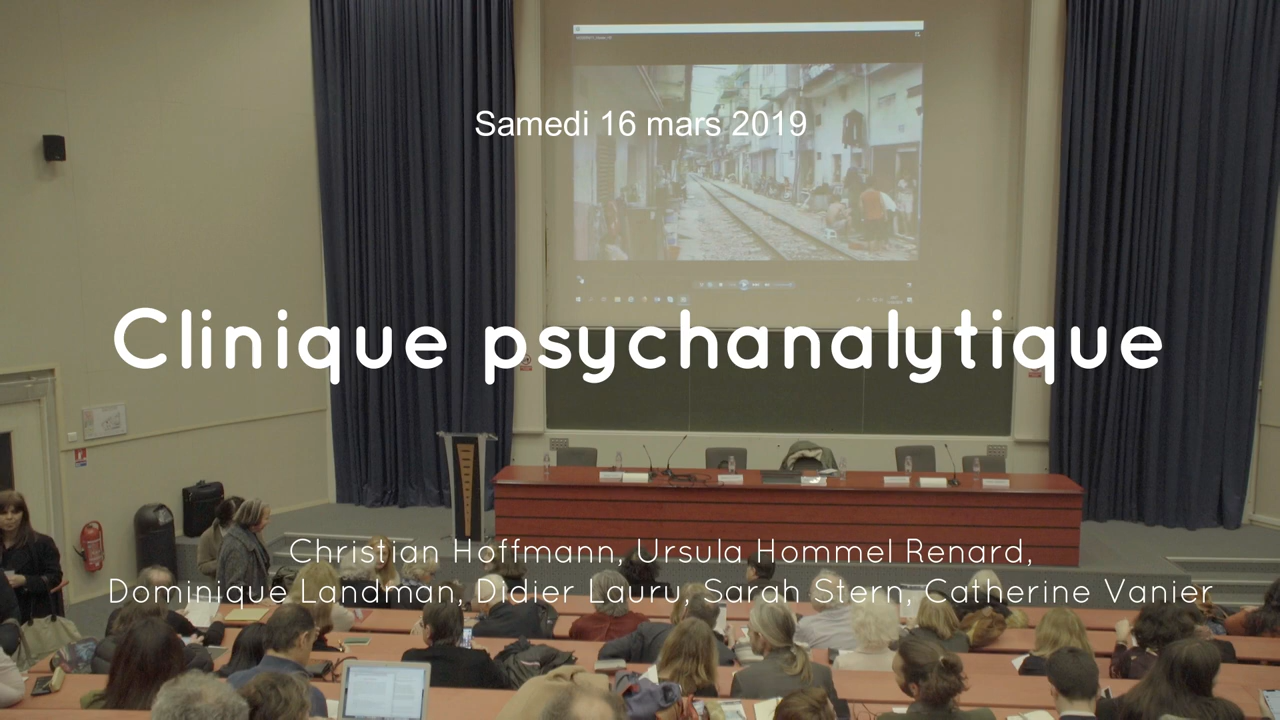 Samedi 16 mars 2019
Clinique psychanalytique
Christian Hoffmann, Ursula Hommel Renard,
Dominique Landman, Didier Lauru, Sarah Stern, Catherine Vanier